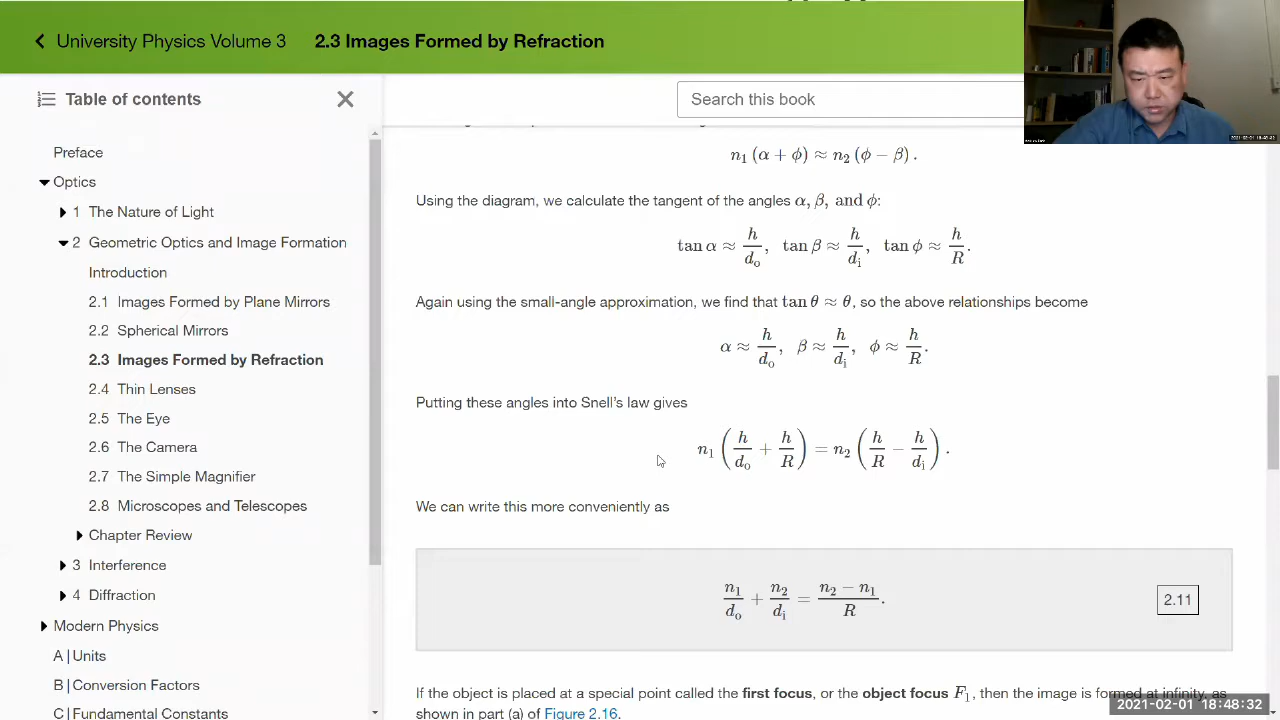 University Physics Volume 3 2.3 Images Formed by Refraction
Table of contents
Search this book
Preface
Optics
1 The Nature of Light
2 Geometric Optics and Image Formation
Introduction
2.1 Images Formed by Plane Mirrors
2.2 Spherical Mirrors
2.3 Images Formed by Refraction
2.4 Thin Lenses
2.5 The Eye
2.6 The Camera
2.7 The Simple Magnifier
2.8 Microscopes and Telescopes
Chapter Review
3 Interference
4 Diffraction
Modern Physics
A | Units
B | Conversion Factors
C | Fundamental Constants
n₁ (α + ϕ) ≈ n₂ (ϕ − β) .
Using the diagram, we calculate the tangent of the angles α, β, and ϕ:
tan α ≈ h/dₒ, tan β ≈ h/dᵢ, tan ϕ ≈ h/R.
Again using the small-angle approximation, we find that tan θ ≈ θ, so the above relationships become
α ≈ h/dₒ, β ≈ h/dᵢ, ϕ ≈ h/R.
Putting these angles into Snell's law gives
n₁ (h/dₒ + h/R) = n₂ (h/R − h/dᵢ) .
We can write this more conveniently as
n₁/dₒ + n₂/dᵢ = (n₂ − n₁)/R. 2.11
If the object is placed at a special point called the first focus, or the object focus F₁, then the image is formed at infinity, as
shown in part (a) of Figure 2.16.
2021-02-01 18:48:32